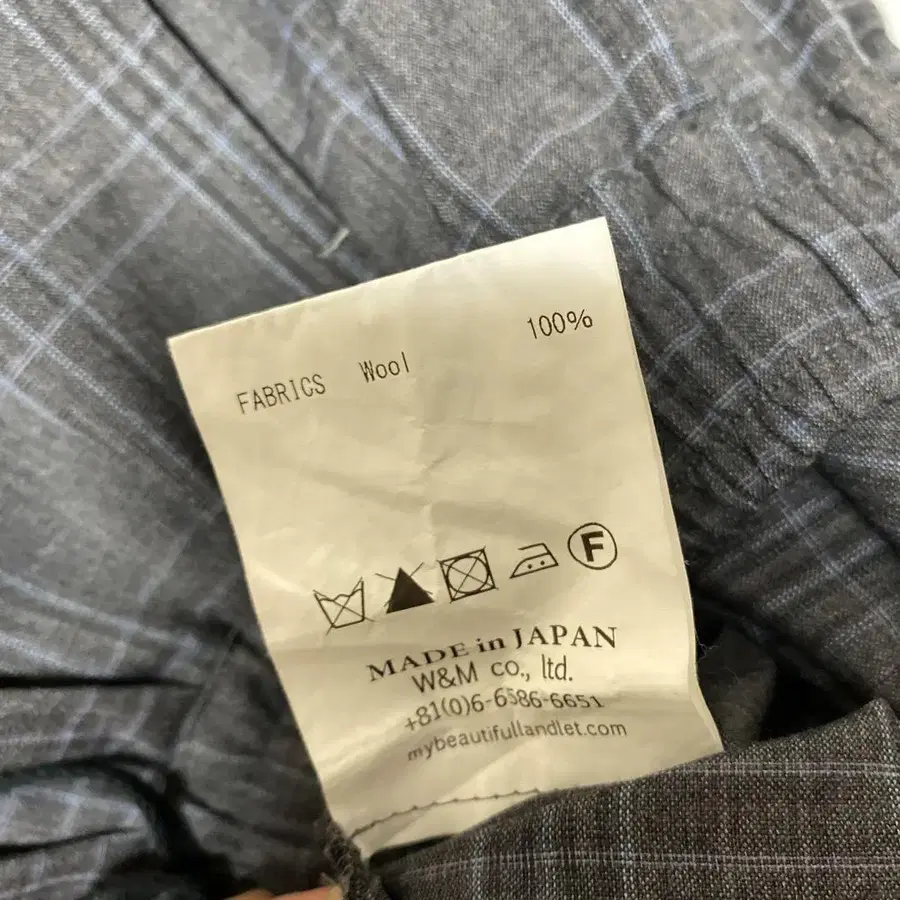 FABRICS Wool 100%
F
MADE in JAPAN
W&M co., ltd.
+81(0)6-6586-6651
mybeautifullandlet.com